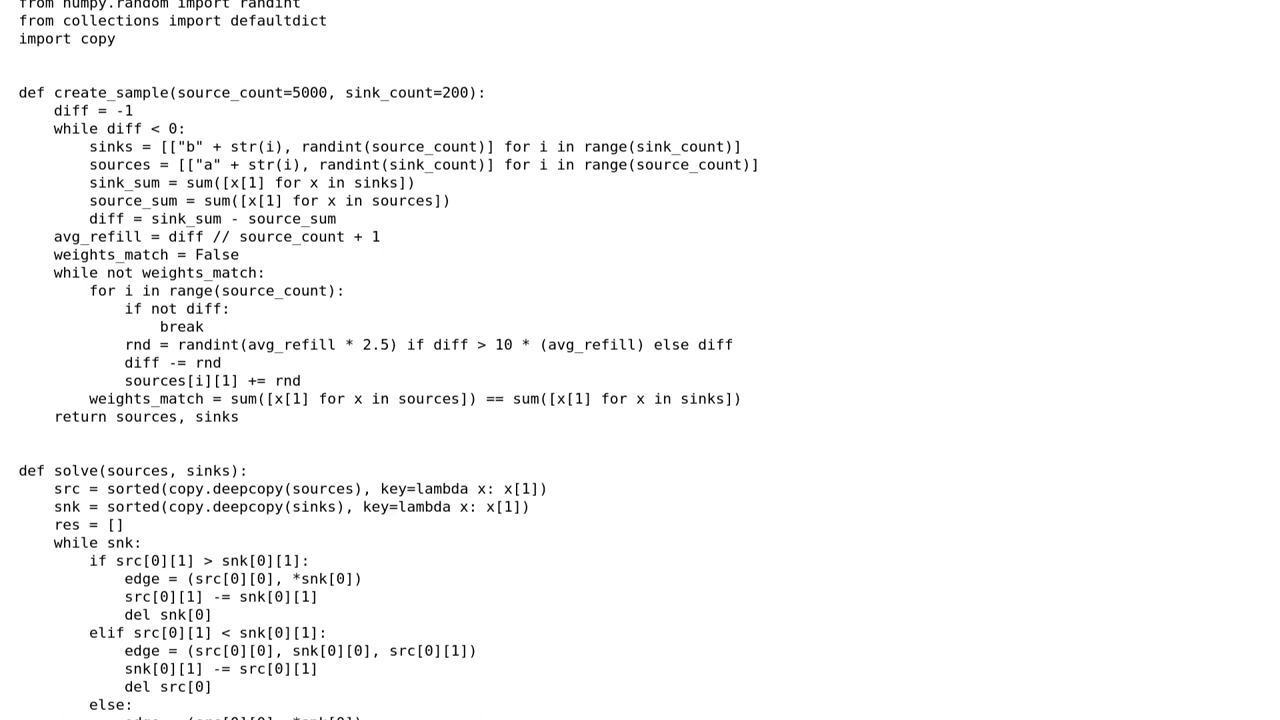 from numpy.random import randint
from collections import defaultdict
import copy


def create_sample(source_count=5000, sink_count=200):
    diff = -1
    while diff < 0:
        sinks = [["b" + str(i), randint(source_count)] for i in range(sink_count)]
        sources = [["a" + str(i), randint(sink_count)] for i in range(source_count)]
        sink_sum = sum([x[1] for x in sinks])
        source_sum = sum([x[1] for x in sources])
        diff = sink_sum - source_sum
    avg_refill = diff // source_count + 1
    weights_match = False
    while not weights_match:
        for i in range(source_count):
            if not diff:
                break
            rnd = randint(avg_refill * 2.5) if diff > 10 * (avg_refill) else diff
            diff -= rnd
            sources[i][1] += rnd
        weights_match = sum([x[1] for x in sources]) == sum([x[1] for x in sinks])
    return sources, sinks


def solve(sources, sinks):
    src = sorted(copy.deepcopy(sources), key=lambda x: x[1])
    snk = sorted(copy.deepcopy(sinks), key=lambda x: x[1])
    res = []
    while snk:
        if src[0][1] > snk[0][1]:
            edge = (src[0][0], *snk[0])
            src[0][1] -= snk[0][1]
            del snk[0]
        elif src[0][1] < snk[0][1]:
            edge = (src[0][0], snk[0][0], src[0][1])
            snk[0][1] -= src[0][1]
            del src[0]
        else:
            edge = (src[0][0], *snk[0])